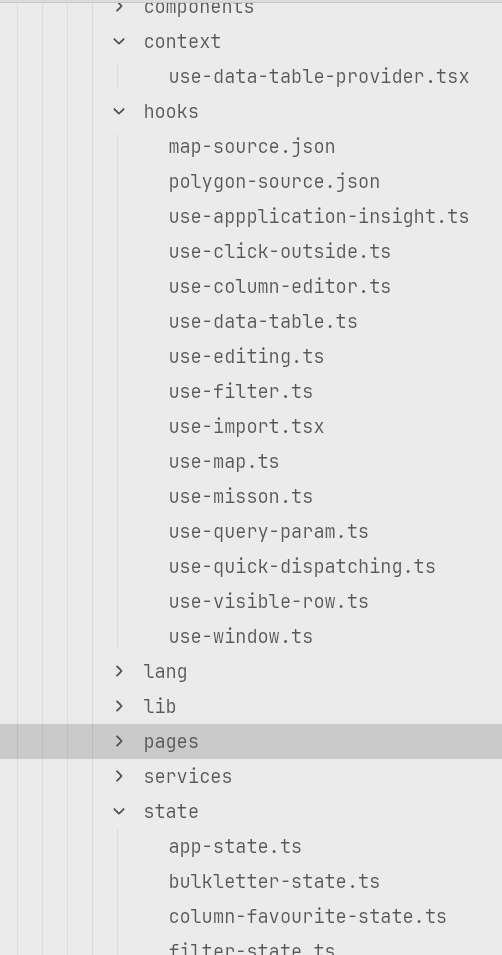 components
context
use-data-table-provider.tsx
hooks
map-source.json
polygon-source.json
use-appplication-insight.ts
use-click-outside.ts
use-column-editor.ts
use-data-table.ts
use-editing.ts
use-filter.ts
use-import.tsx
use-map.ts
use-misson.ts
use-query-param.ts
use-quick-dispatching.ts
use-visible-row.ts
use-window.ts
lang
lib
pages
services
state
app-state.ts
bulkletter-state.ts
column-favourite-state.ts
filter-state.ts